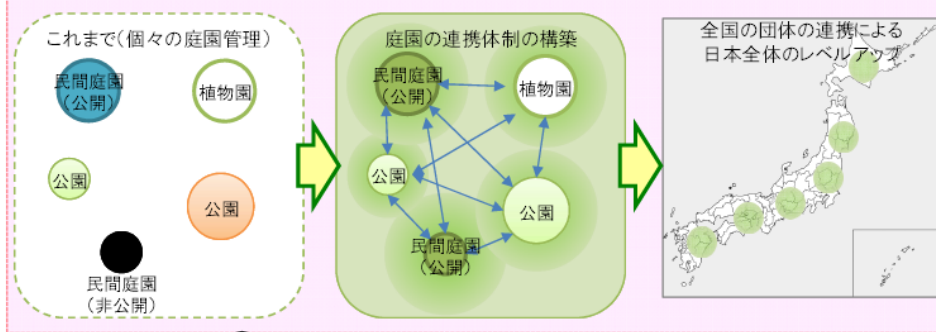 これまで(個々の庭園管理)
民間庭園
(公開)
植物園
公園
公園
民間庭園
(非公開)
庭園の連携体制の構築
民間庭園
(公開)
植物園
公園
公園
民間庭園
(公開)
全国の団体の連携による
日本全体のレベルアップ